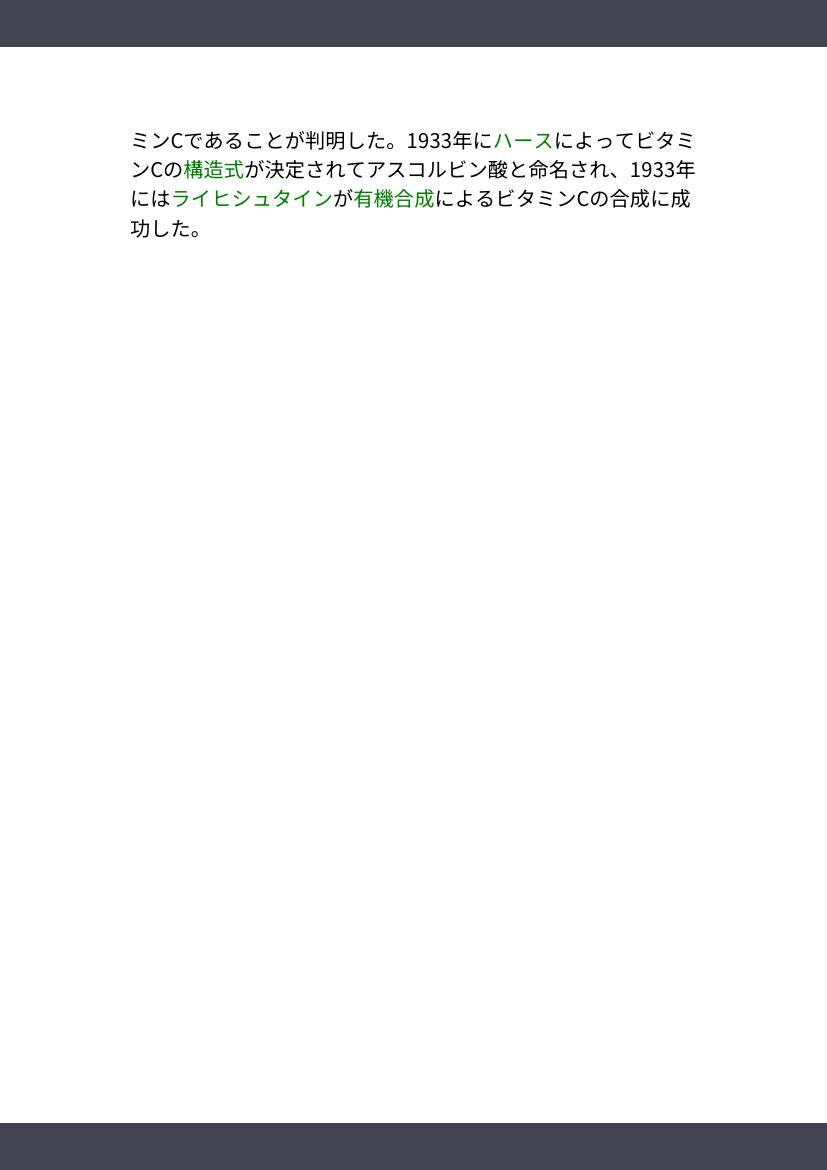 ミンCであることが判明した。1933年にハースによってビタミ
ンCの構造式が決定されてアスコルビン酸と命名され、1933年
にはライヒシュタインが有機合成によるビタミンCの合成に成
功した。